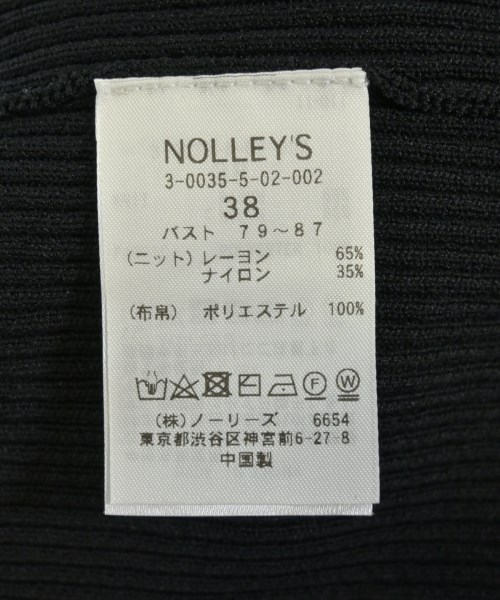 NOLLEY'S
3-0035-5-02-002
38
バスト 79～87
(ニット) レーヨン 65%
ナイロン 35%
(布帛) ポリエステル 100%
F W
(株)ノーリーズ 6654
東京都渋谷区神宮前6-27-8
中国製